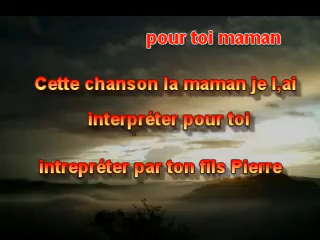 pour toi maman
Cette chanson la maman je l,ai
interpréter pour toi
intrepréter par ton fils Pierre